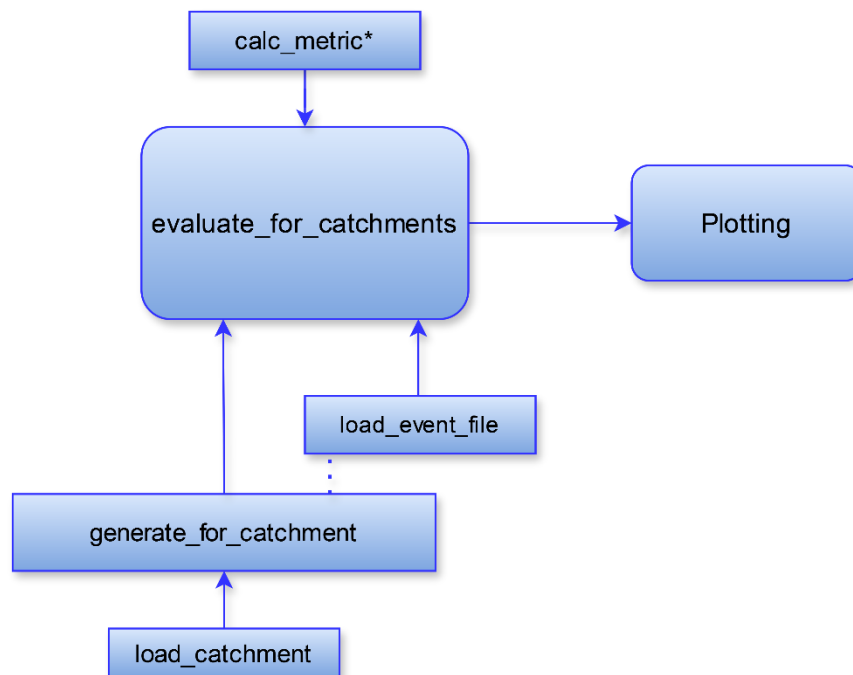 calc_metric*
evaluate_for_catchments
Plotting
load_event_file
generate_for_catchment
load_catchment